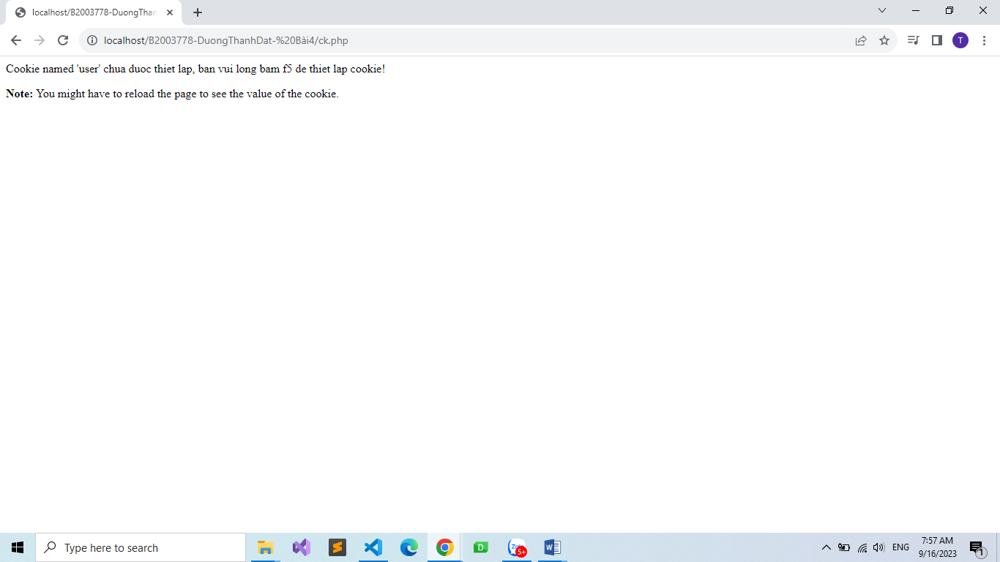 localhost/B2003778-DuongThan
localhost/B2003778-DuongThanhDat-%20Bài4/ck.php
T
Cookie named 'user' chua duoc thiet lap, ban vui long bam f5 de thiet lap cookie!
Note: You might have to reload the page to see the value of the cookie.
Type here to search
D
5+
W
ENG
7:57 AM
9/16/2023
1